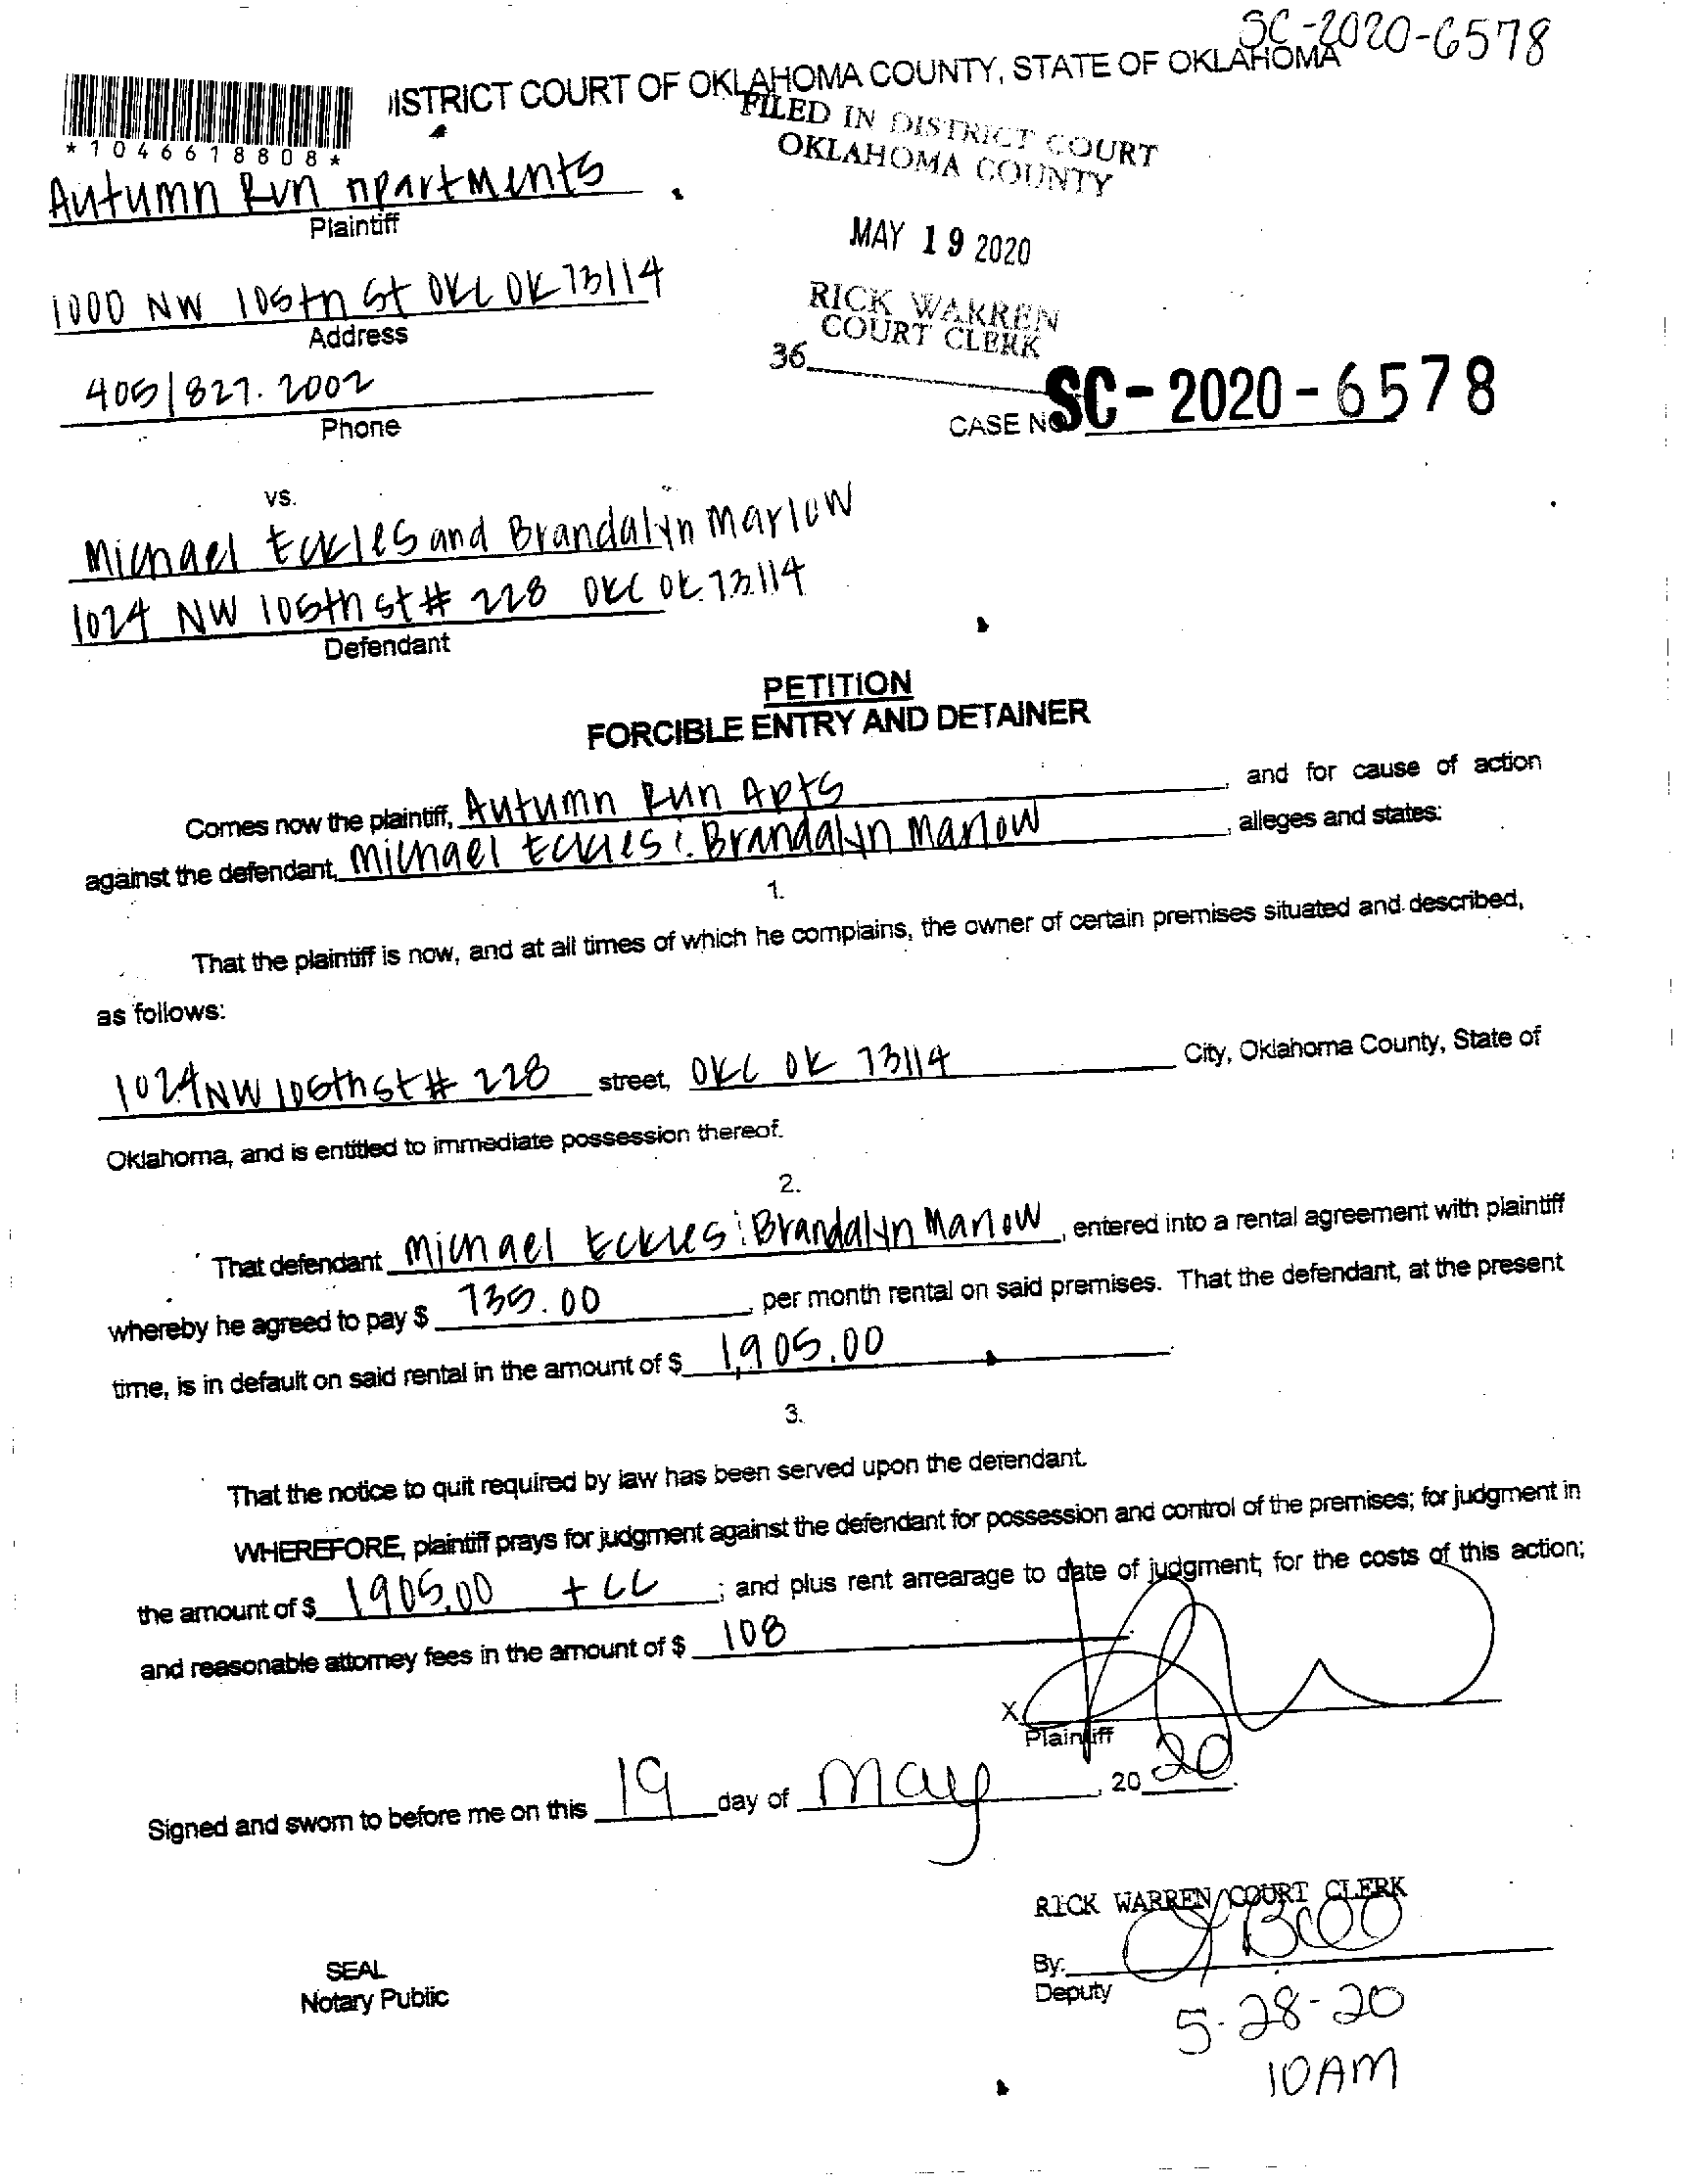 SC-2020-6578
ISTRICT COURT OF OKLAHOMA COUNTY, STATE OF OKLAHOMA
*1046618808*
FILED IN DISTRICT COURT
OKLAHOMA COUNTY
Autumn Run Apartments
Plaintiff
MAY 19 2020
1000 NW 105th St OKC OK 73114
Address
RICK WARREN
COURT CLERK
36
405/827.2002
Phone
CASE NO SC-2020-6578
vs.
Michael Eckles and Brandalyn Marlow
1024 NW 105th st # 228 OKC OK 73114
Defendant
PETITION
FORCIBLE ENTRY AND DETAINER
Comes now the plaintiff, Autumn Run Apts, and for cause of action
against the defendant, Michael Eckles & Brandalyn Marlow, alleges and states:
1.
That the plaintiff is now, and at all times of which he complains, the owner of certain premises situated and described,
as follows:
1024 NW 105th st # 228 street, OKC OK 73114 City, Oklahoma County, State of
Oklahoma, and is entitled to immediate possession thereof.
2.
That defendant Michael Eckles & Brandalyn Marlow, entered into a rental agreement with plaintiff
whereby he agreed to pay $ 735.00, per month rental on said premises. That the defendant, at the present
time, is in default on said rental in the amount of $ 1,905.00
3.
That the notice to quit required by law has been served upon the defendant.
WHEREFORE, plaintiff prays for judgment against the defendant for possession and control of the premises; for judgment in
the amount of $ 1905.00 + CC; and plus rent arrearage to date of judgment; for the costs of this action;
and reasonable attorney fees in the amount of $ 108.
X
Plaintiff
Signed and sworn to before me on this 19 day of May, 2020.
RICK WARREN, COURT CLERK
By:
Deputy
SEAL
Notary Public
5-28-20
10AM